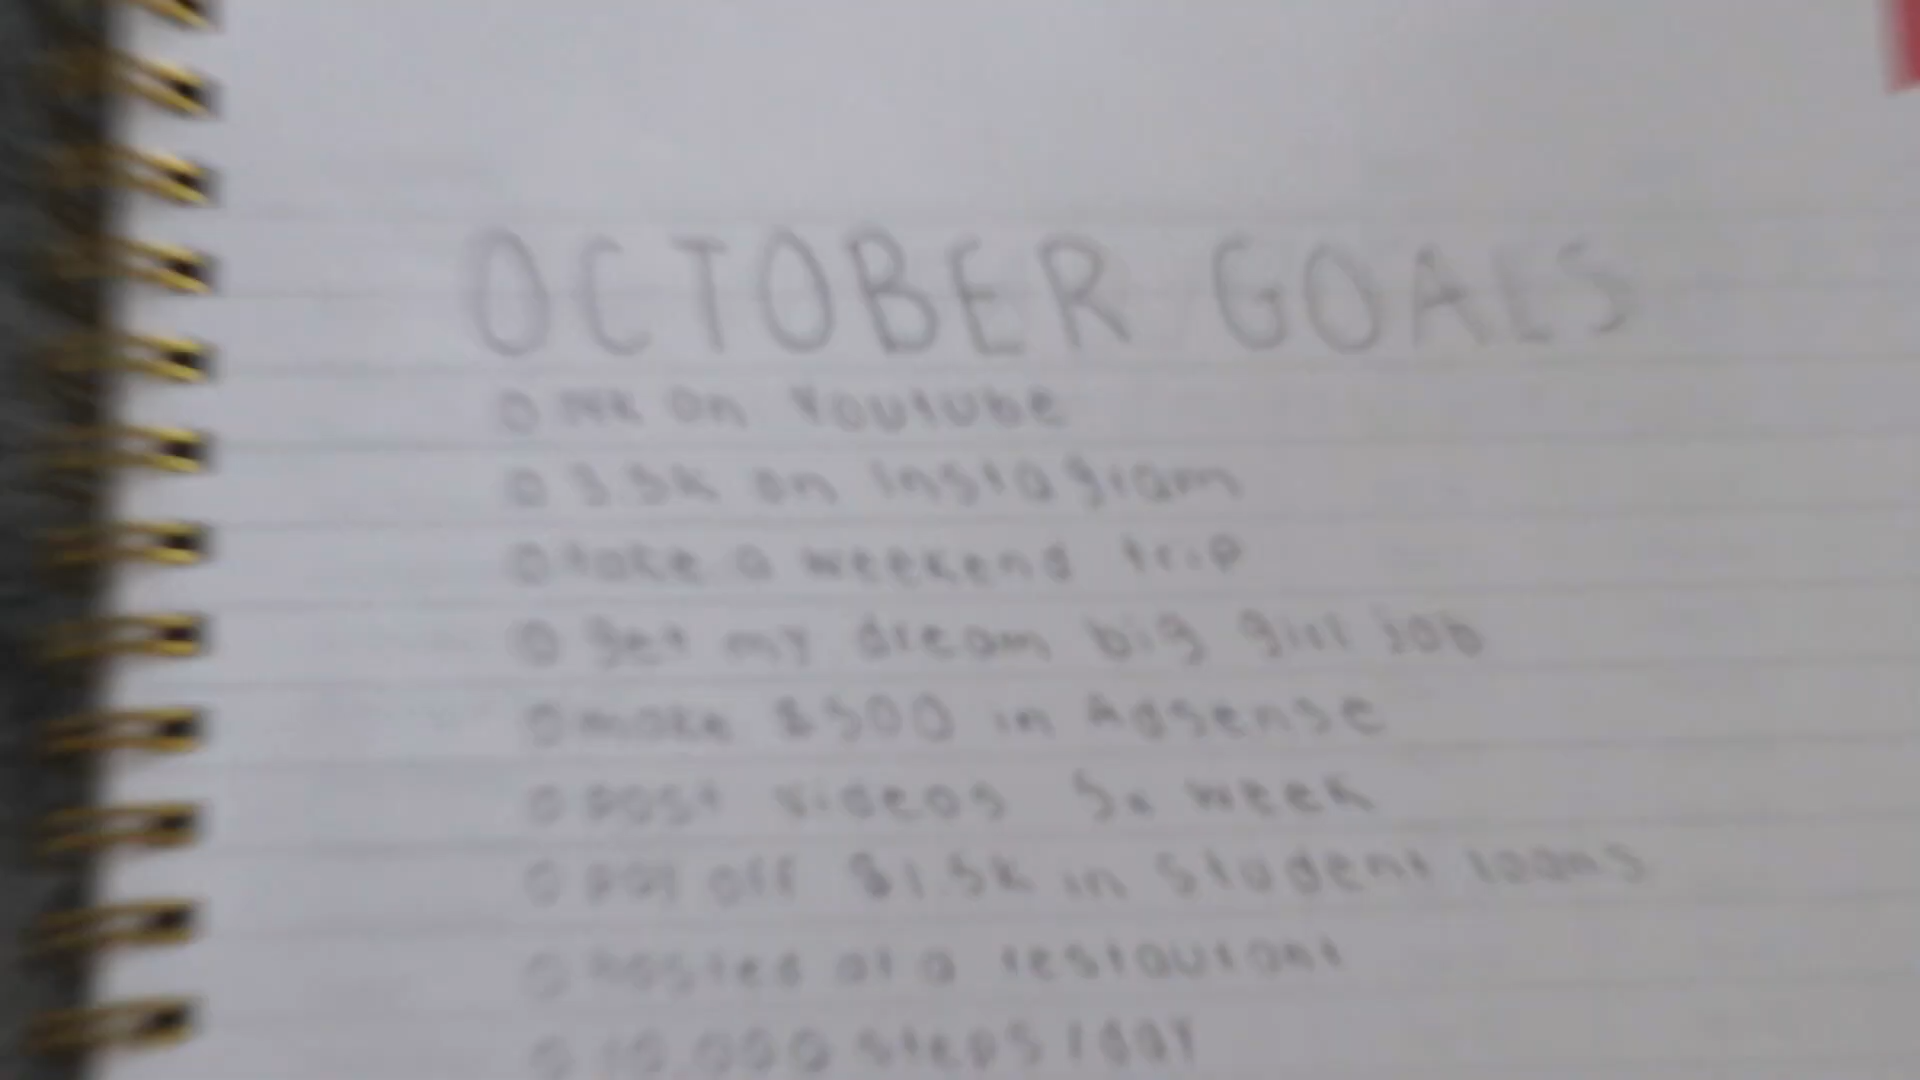 OCTOBER GOALS
on Youtube
3.5k on instagram
take a weekend trip
get my dream big girl job
make $500 in Adsense
post videos 5x week
pay off $1.5k in student loans
hosted at a restaurant
10,000 steps / day